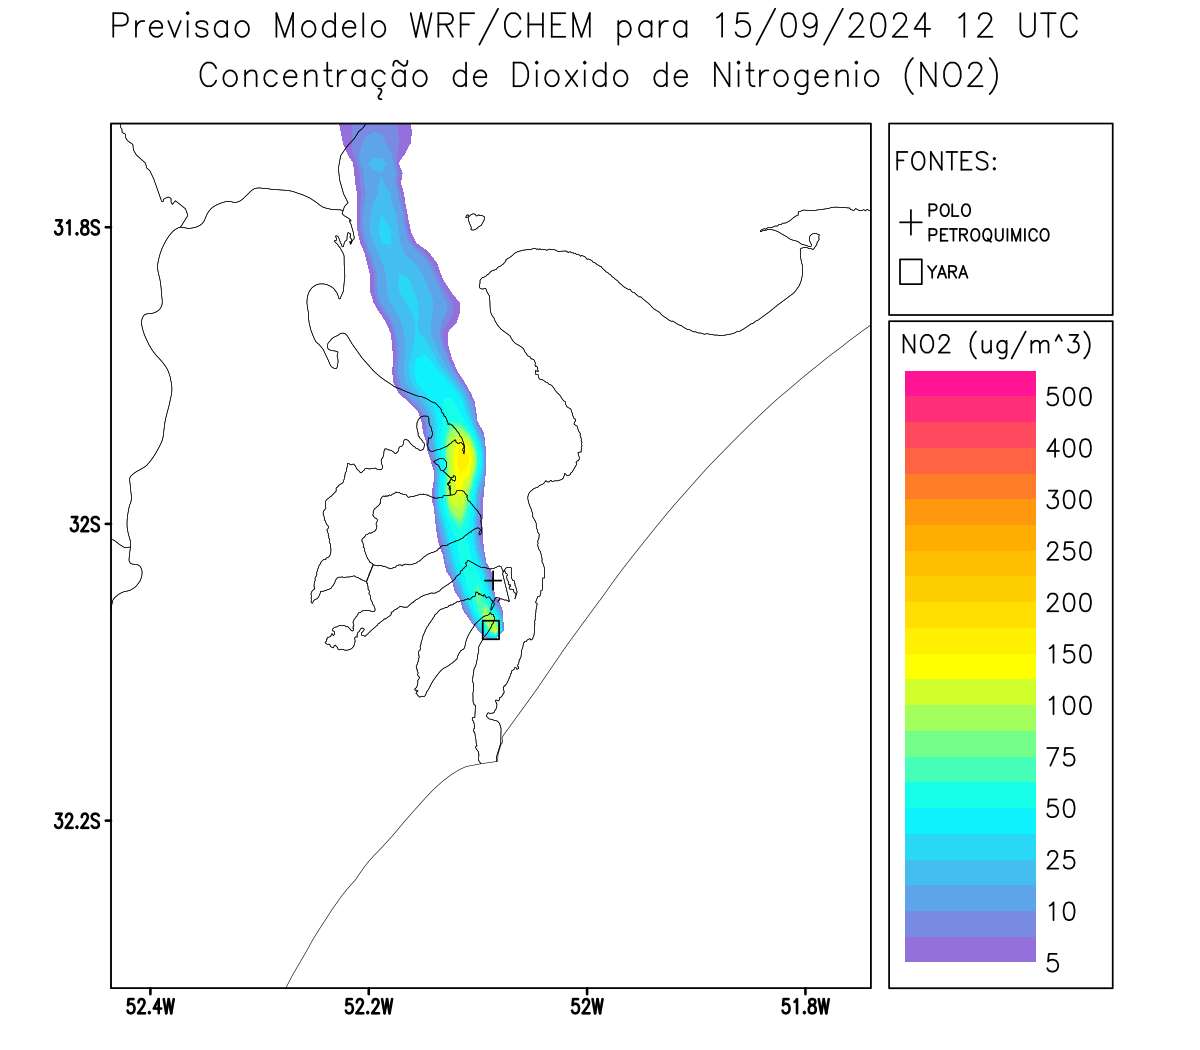 Previsao Modelo WRF/CHEM para 15/09/2024 12 UTC
Concentração de Dioxido de Nitrogenio (NO2)
FONTES:
POLO
PETROQUIMICO
YARA
NO2 (ug/m^3)
500
400
300
250
200
150
100
75
50
25
10
5
31.8S
32S
32.2S
52.4W
52.2W
52W
51.8W